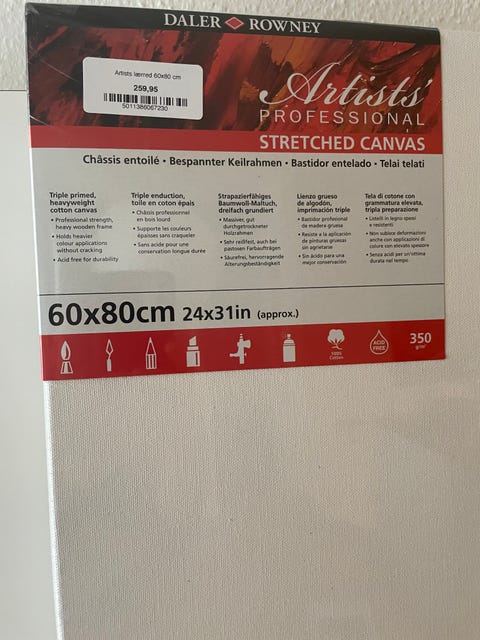 DALER ROWNEY
Artists lærred 60x80 cm
259,95
5011386067230
Artists'
PROFESSIONAL
STRETCHED CANVAS
Châssis entoilé • Bespannter Keilrahmen • Bastidor entelado • Telai telati
Triple primed,
heavyweight
cotton canvas
• Professional strength,
heavy wooden frame
• Holds heavier
colour applications
without cracking
• Acid free for durability
Triple enduction,
toile en coton épais
• Châssis professionnel
en bois lourd
• Supporte les couleurs
épaisses sans craqueler
• Sans acide pour une
conservation longue durée
Strapazierfähiges
Baumwoll-Maltuch,
dreifach grundiert
• Massiver, gut
durchgetrockneter
Holzrahmen
• Sehr reißfest, auch bei
pastosen Farbaufträgen
• Säurefrei, hervorragende
Alterungsbeständigkeit
Lienzo grueso
de algodón,
imprimación triple
• Bastidor profesional
de madera gruesa
• Resiste a la aplicación
de pinturas gruesas
sin agrietarse
• Sin ácido para una
mejor conservación
Tela di cotone con
grammatura elevata,
tripla preparazione
• Listelli in legno spessi
e resistenti
• Non subisce deformazioni
anche con applicazioni di
colore con elevato spessore
• Senza acidi per un'ottima
durata nel tempo
60x80cm 24x31in (approx.)
100%
Cotton
ACID
FREE
350
g/m²